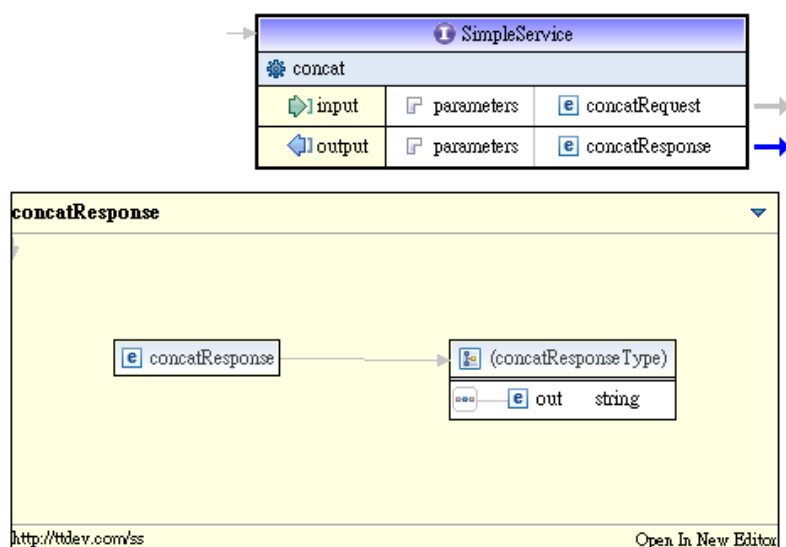 SimpleService
concat
input parameters e concatRequest
output parameters e concatResponse
concatResponse
e concatResponse
(concatResponseType)
e out string
http://ttdev.com/ss
Open In New Editor